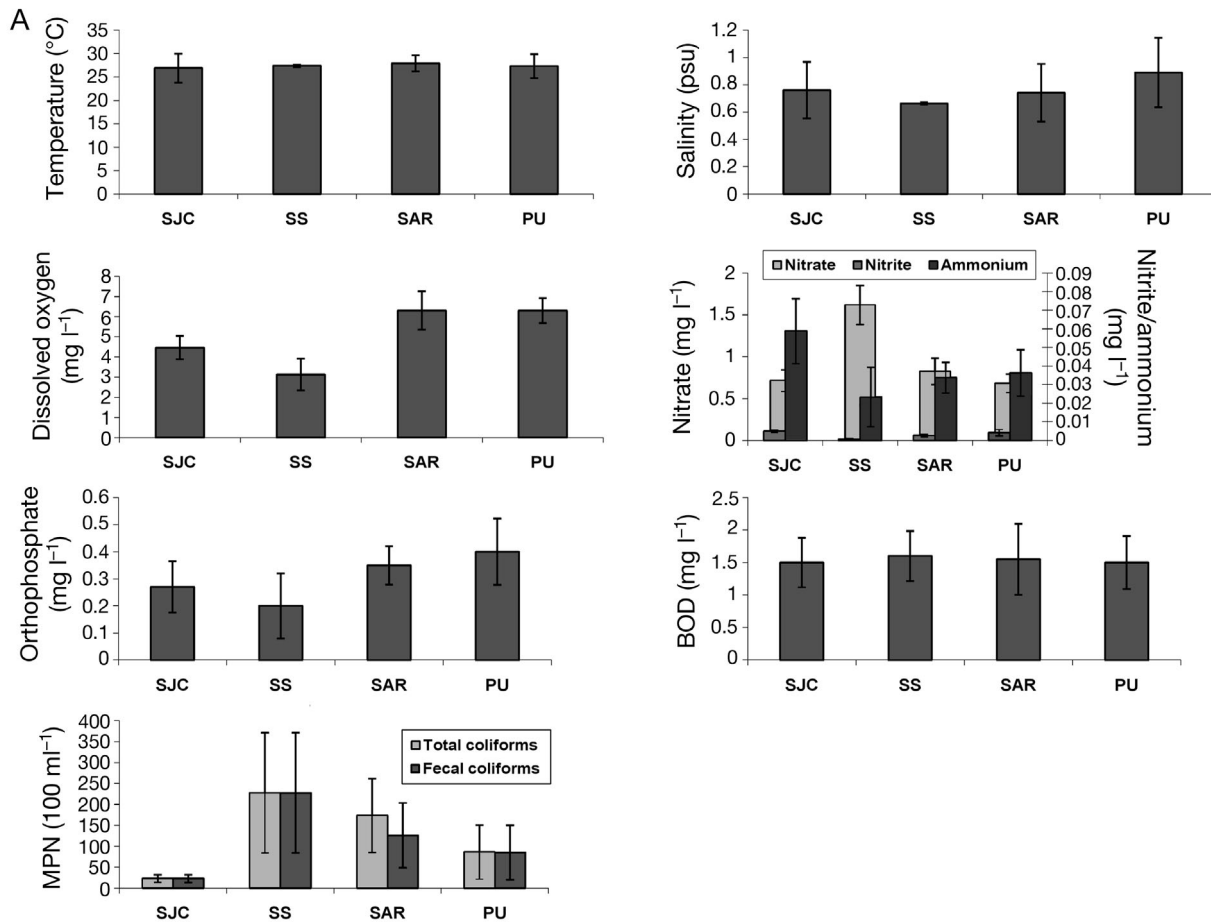 A
Temperature (°C)
35
30
25
20
15
10
5
0
SJC SS SAR PU
Salinity (psu)
1.2
1
0.8
0.6
0.4
0.2
0
SJC SS SAR PU
Dissolved oxygen
(mg l⁻¹)
8
7
6
5
4
3
2
1
0
SJC SS SAR PU
Nitrate Nitrite Ammonium
Nitrate (mg l⁻¹)
2
1.5
1
0.5
0
0.09
0.08
0.07
0.06
0.05
0.04
0.03
0.02
0.01
0
Nitrite/ammonium
(mg l⁻¹)
SJC SS SAR PU
Orthophosphate
(mg l⁻¹)
0.6
0.5
0.4
0.3
0.2
0.1
0
SJC SS SAR PU
BOD (mg l⁻¹)
2.5
2
1.5
1
0.5
0
SJC SS SAR PU
MPN (100 ml⁻¹)
400
350
300
250
200
150
100
50
0
Total coliforms
Fecal coliforms
SJC SS SAR PU